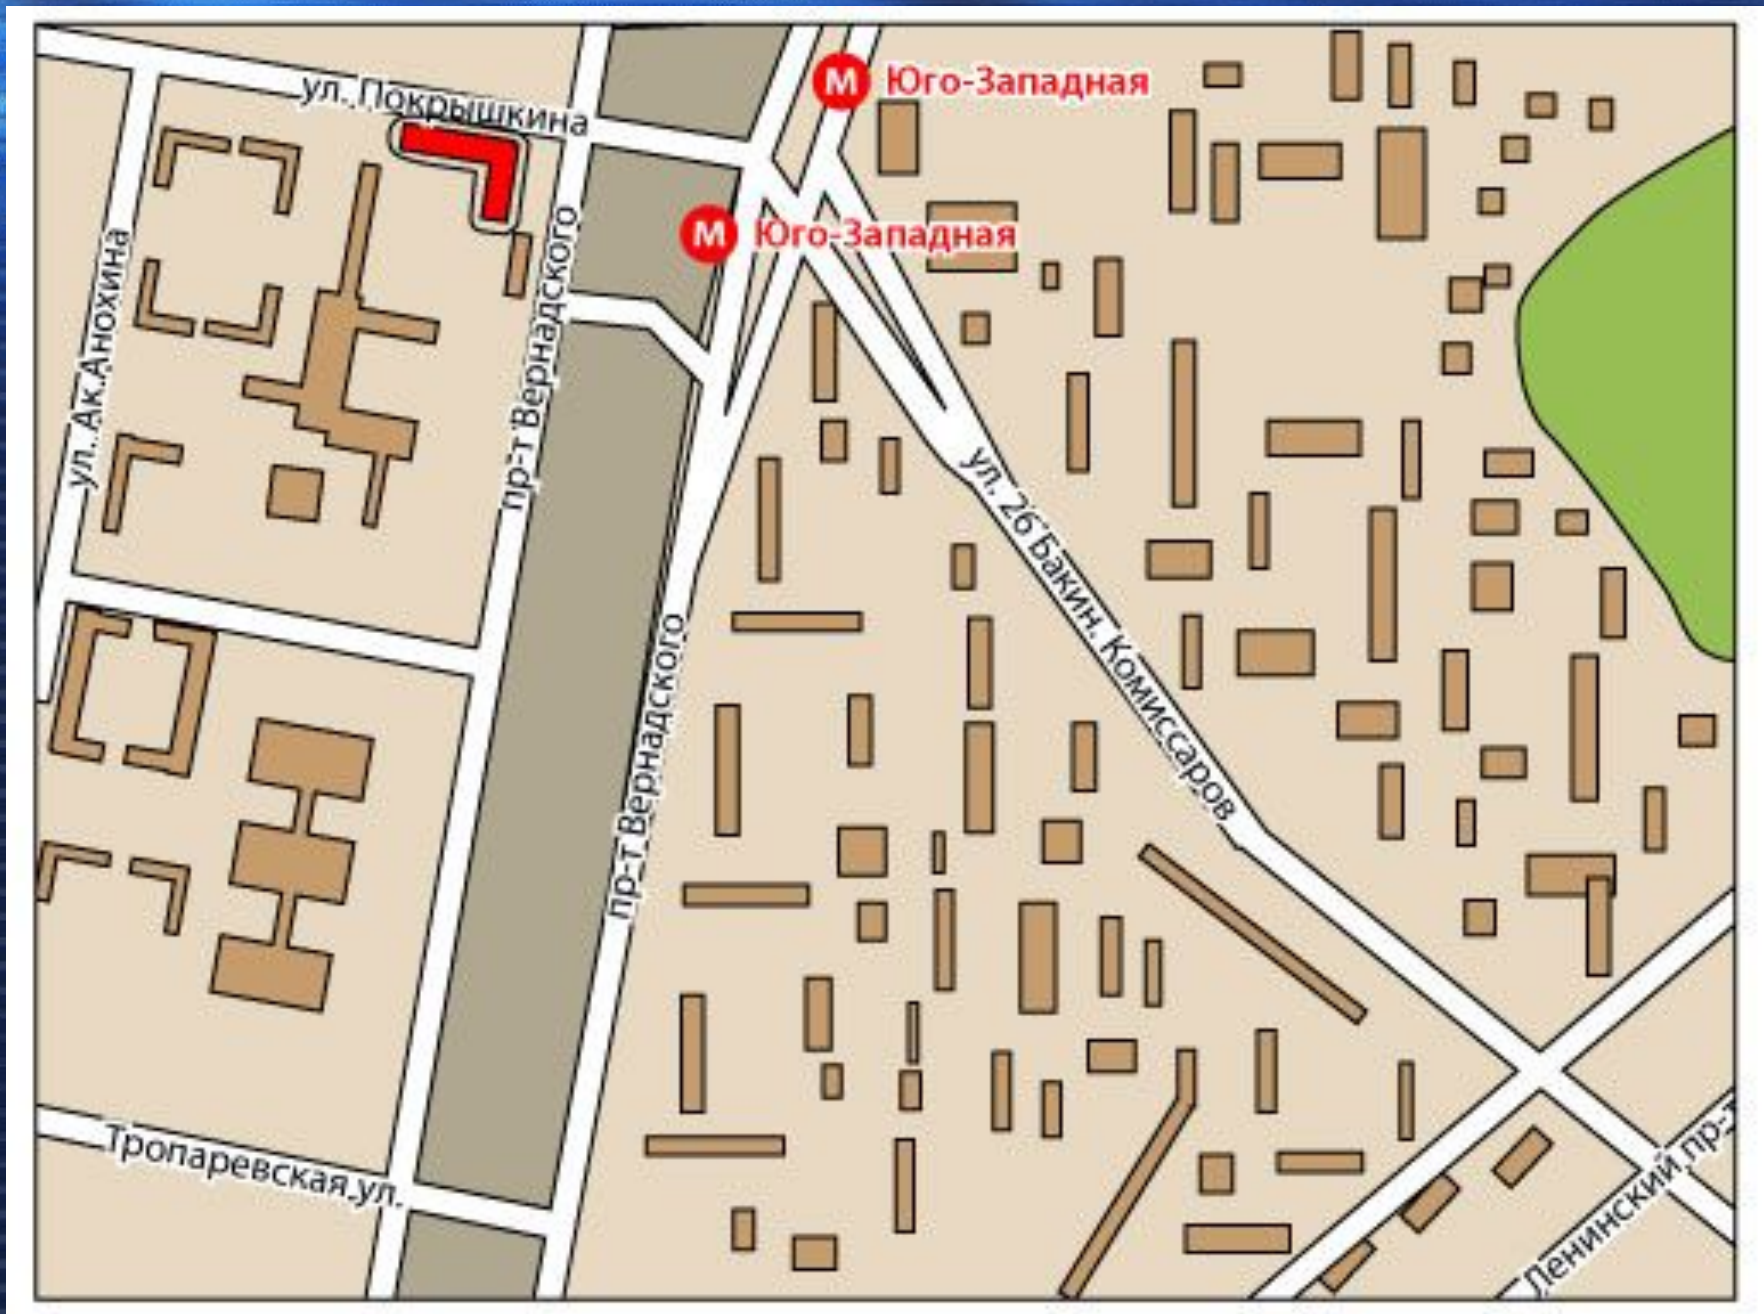 М Юго-Западная
ул. Покрышкина
М Юго-Западная
ул. Ак.Анохина
пр-т Вернадского
ул. 26 Бакин. Комиссаров
пр-т Вернадского
Тропаревская ул.
Ленинский пр-т